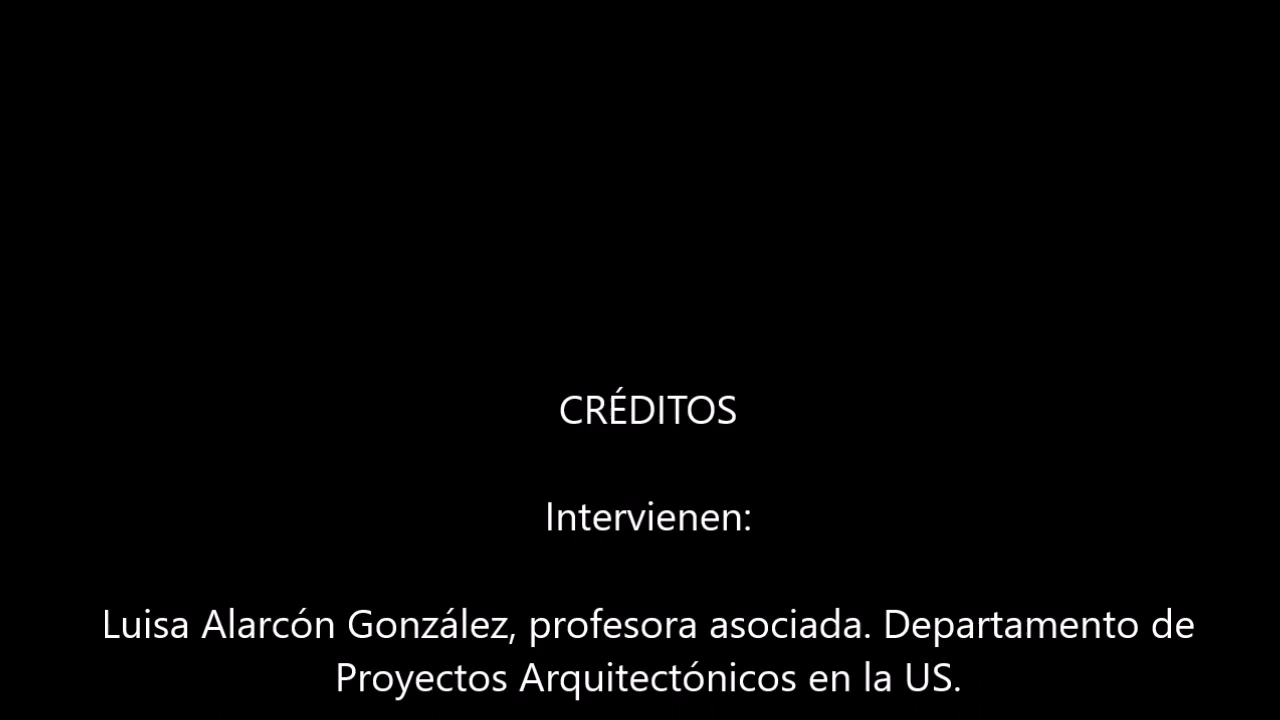 CRÉDITOS
Intervienen:
Luisa Alarcón González, profesora asociada. Departamento de
Proyectos Arquitectónicos en la US.